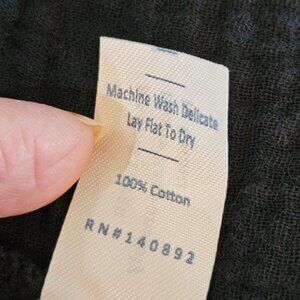 Machine Wash Delicate
Lay Flat To Dry
100% Cotton
RN#140892